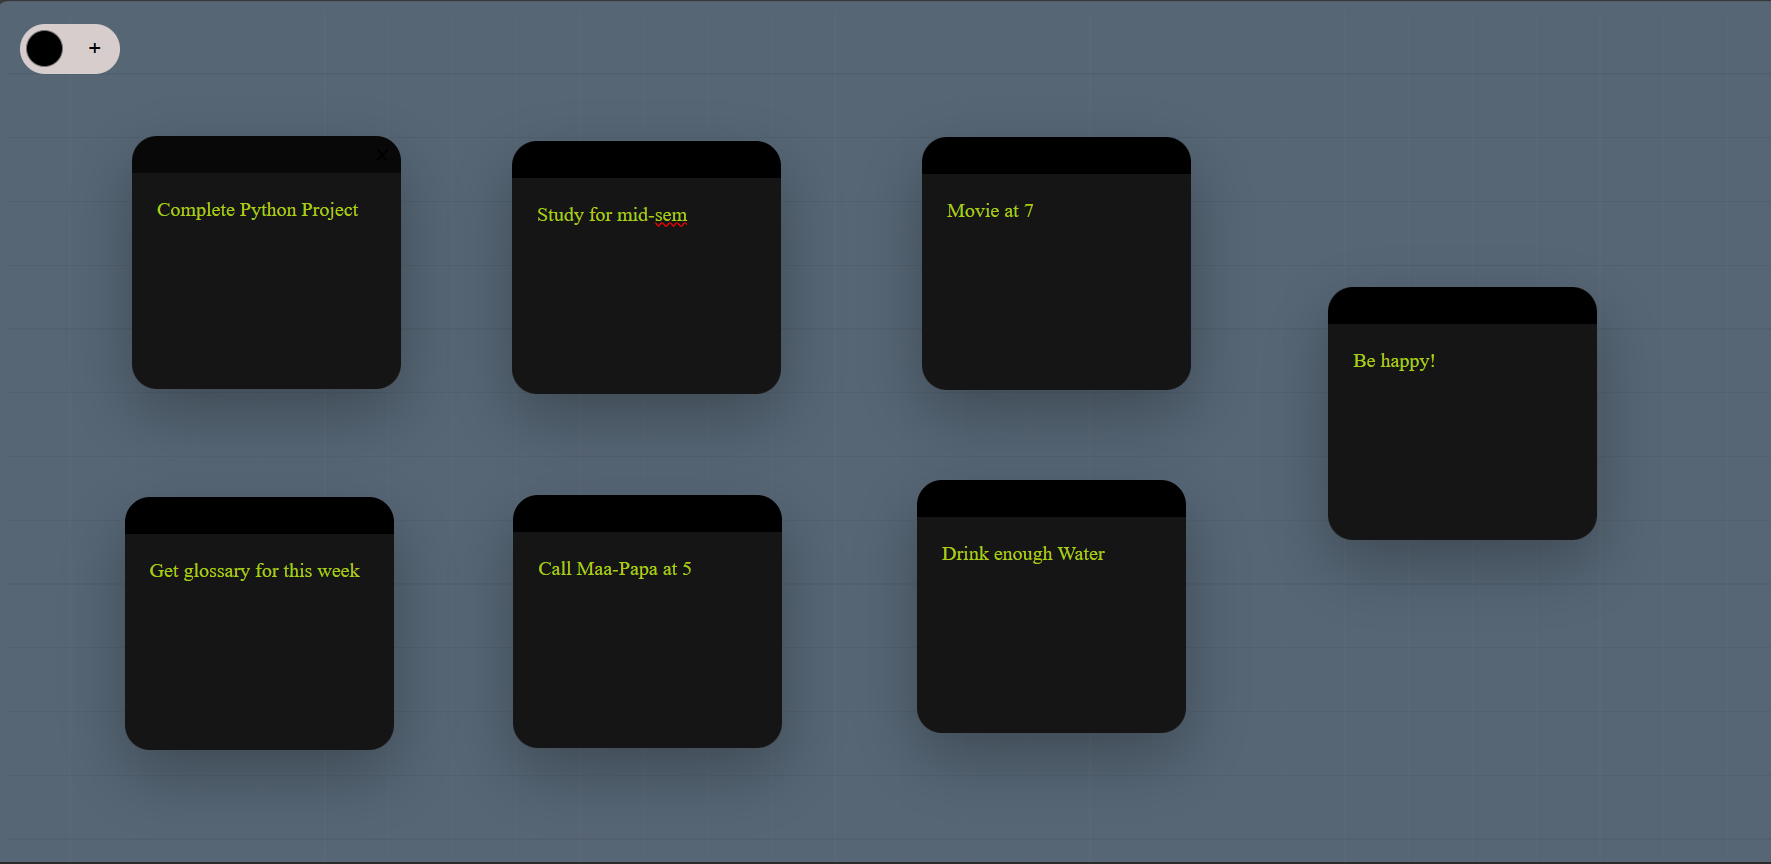 +
×
Complete Python Project
Study for mid-sem
Movie at 7
Be happy!
Get glossary for this week
Call Maa-Papa at 5
Drink enough Water